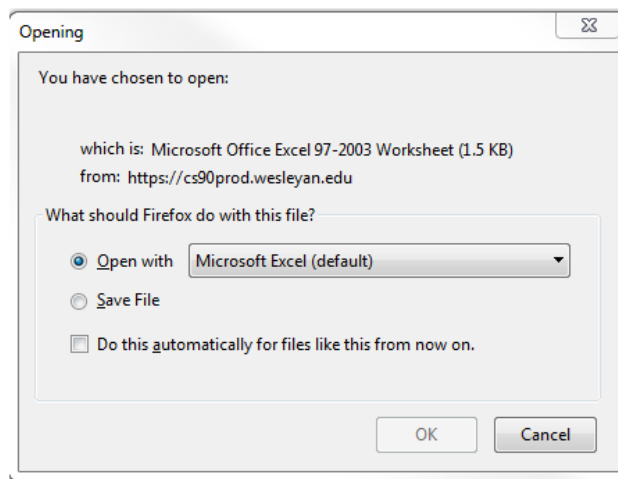 Opening
You have chosen to open:
which is: Microsoft Office Excel 97-2003 Worksheet (1.5 KB)
from: https://cs90prod.wesleyan.edu
What should Firefox do with this file?
Open with Microsoft Excel (default)
Save File
Do this automatically for files like this from now on.
OK Cancel